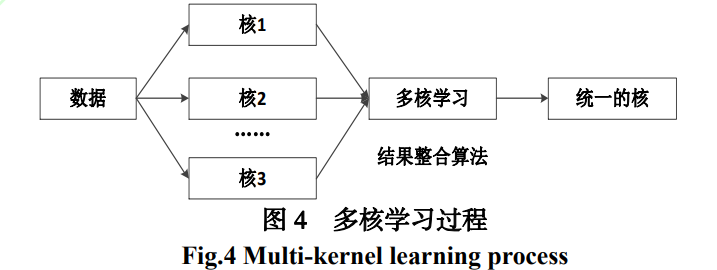 核1
数据
核2
多核学习
统一的核
……
结果整合算法
核3
图 4 多核学习过程
Fig.4 Multi-kernel learning process